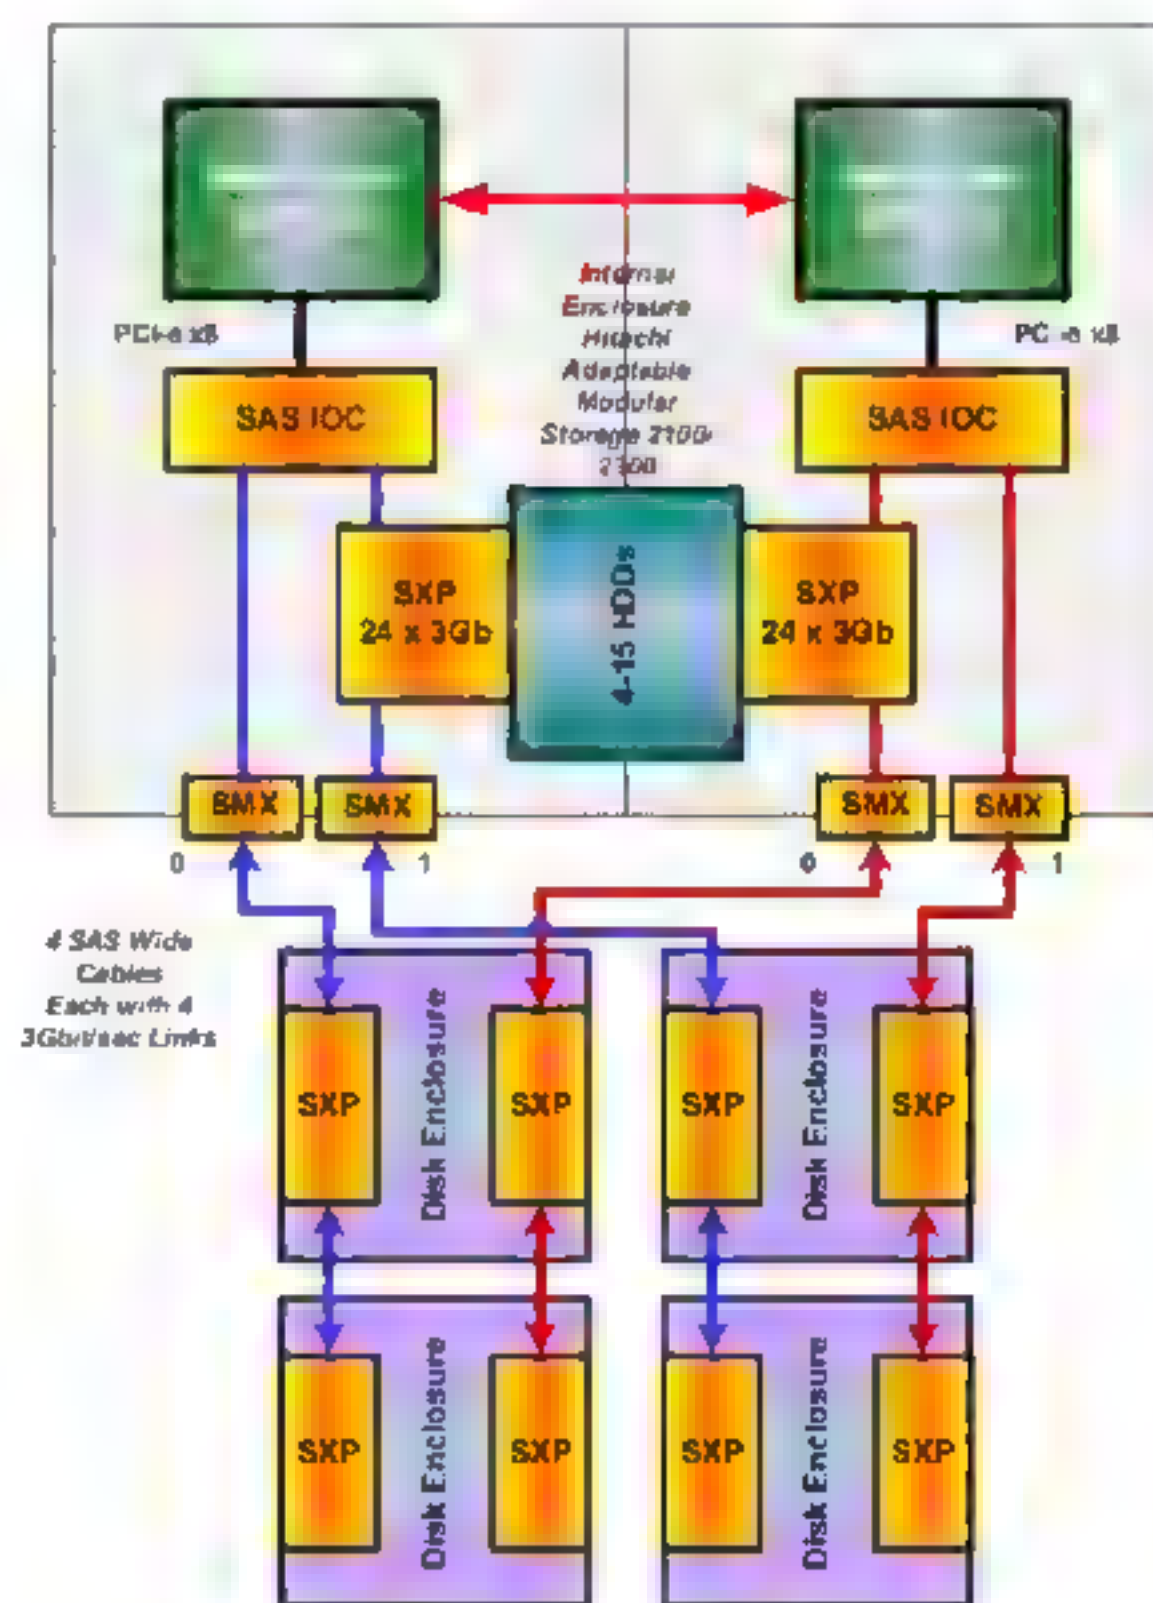 Internal
Enclosure
Hitachi
Adaptable
Modular
Storage 2100/
2300
PCI-e x8
PCI-e x8
SAS IOC
SAS IOC
SXP
24 x 3Gb
4-15 HDDs
SXP
24 x 3Gb
SMX
SMX
SMX
SMX
0
1
0
1
4 SAS Wide
Cables
Each with 4
3Gbit/sec Links
SXP
Disk Enclosure
SXP
SXP
Disk Enclosure
SXP
SXP
Disk Enclosure
SXP
SXP
Disk Enclosure
SXP